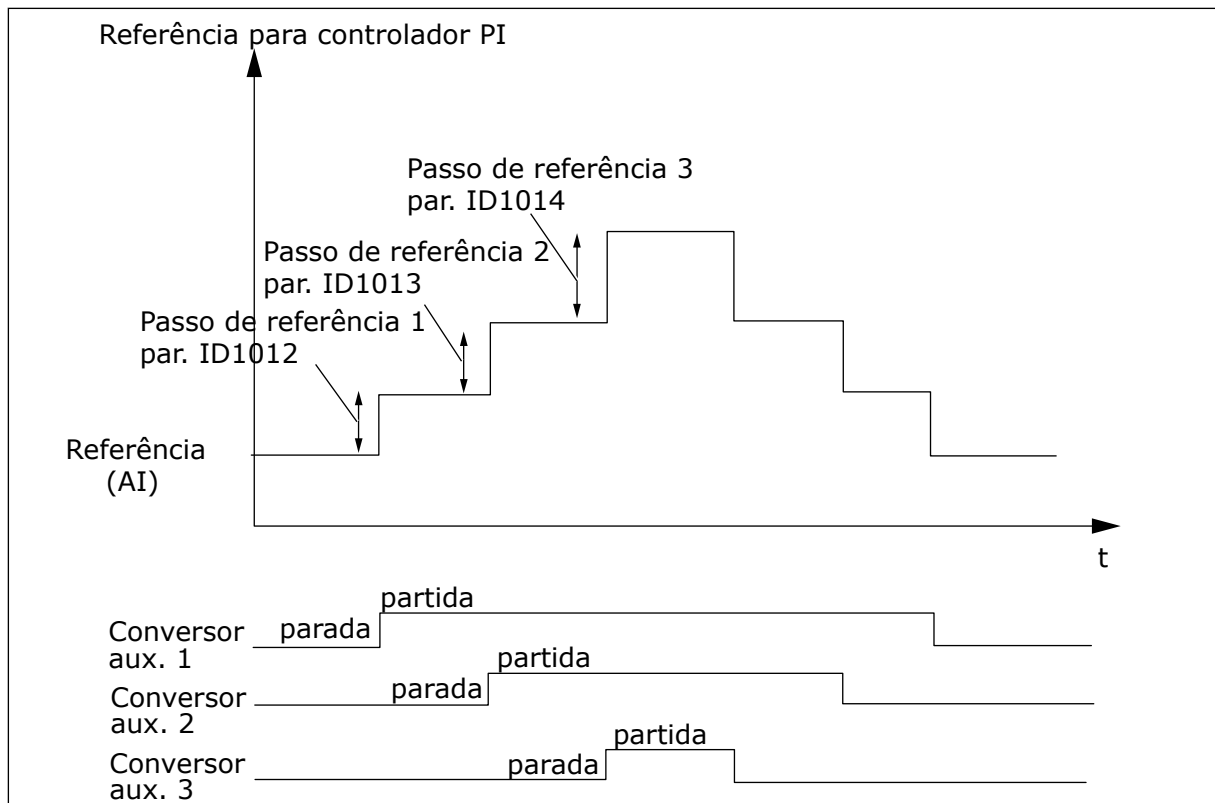 Referência para controlador PI
Passo de referência 3
par. ID1014
Passo de referência 2
par. ID1013
Passo de referência 1
par. ID1012
Referência
(AI)
t
partida
parada
Conversor
aux. 1
partida
parada
Conversor
aux. 2
partida
parada
Conversor
aux. 3